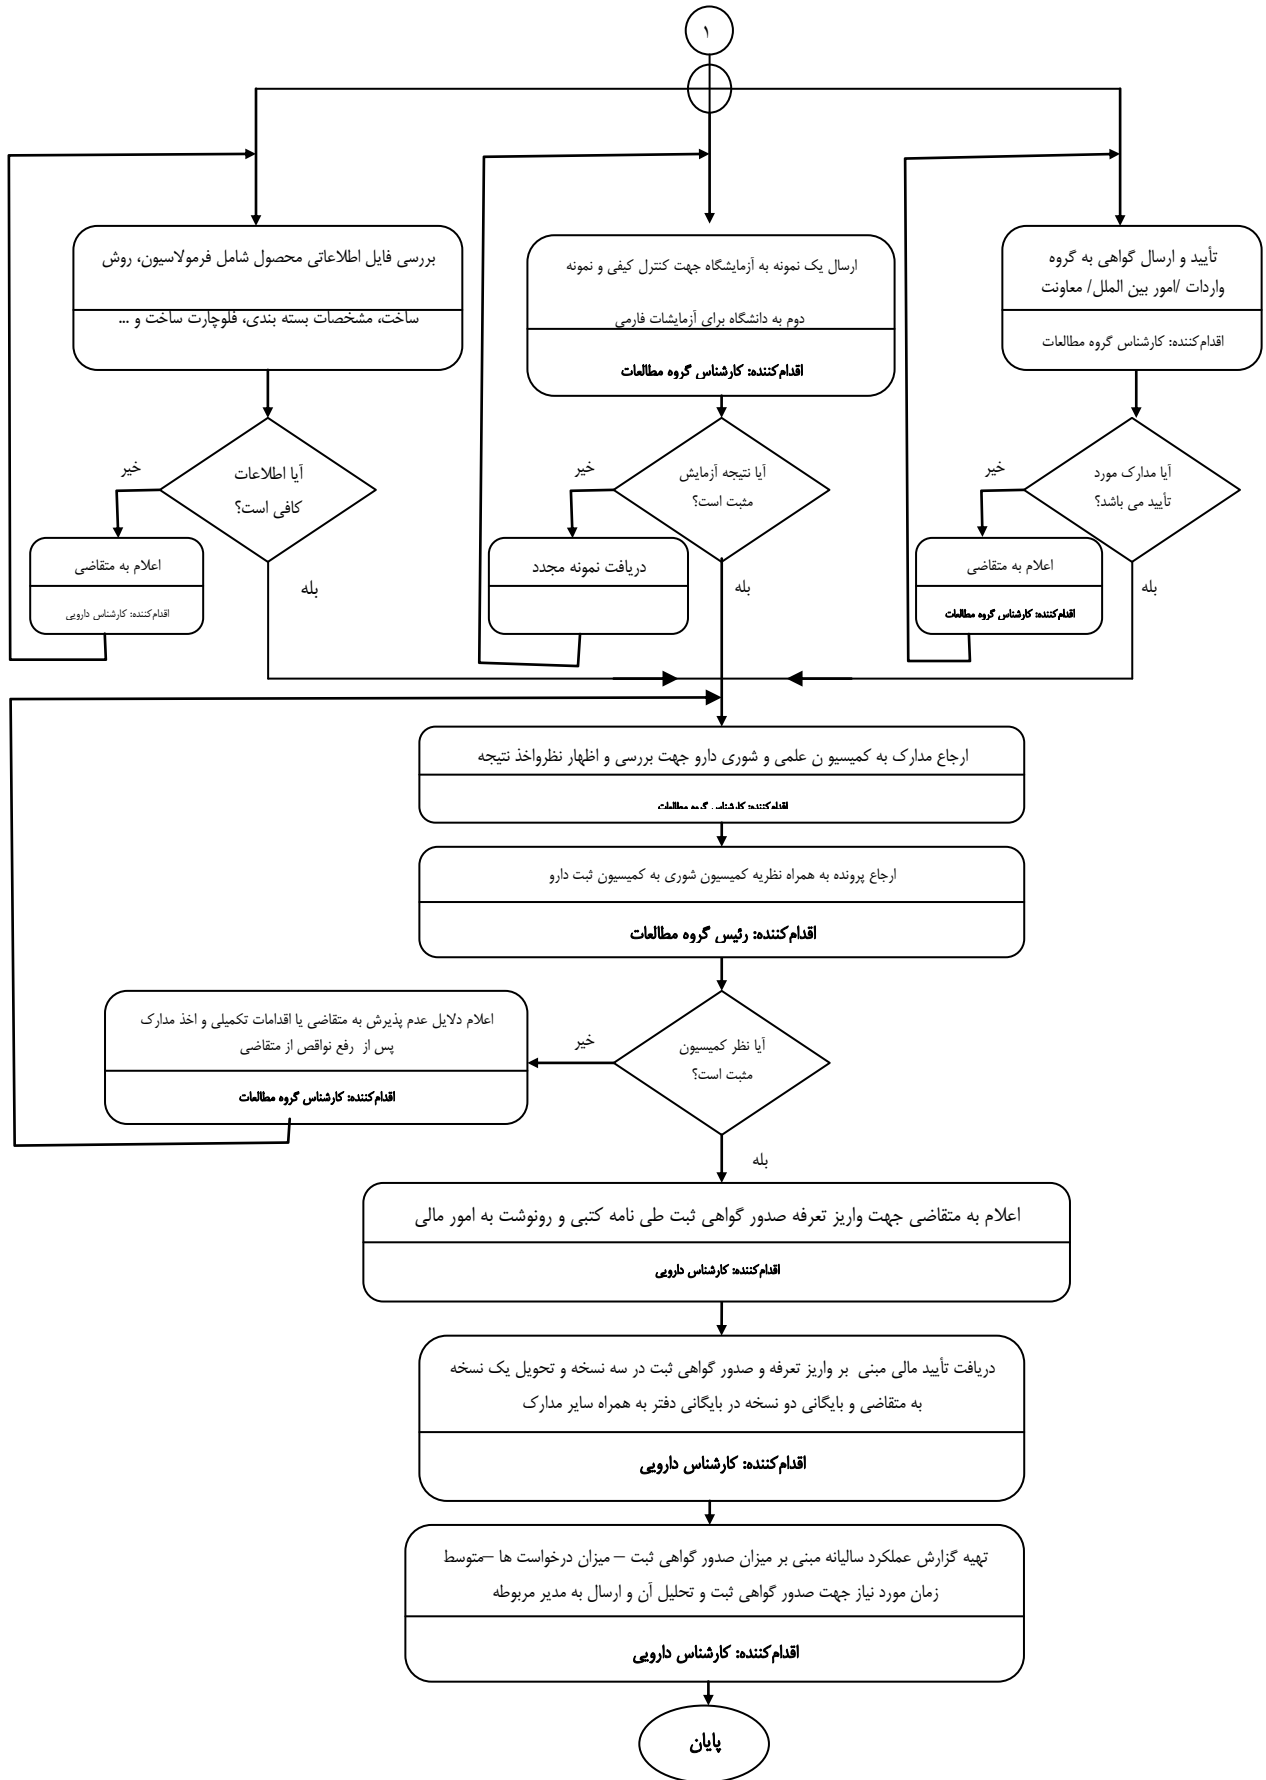 ۱
تأیید و ارسال گواهی به گروه
واردات /امور بین الملل/ معاونت
اقدام‌کننده: کارشناس گروه مطالعات
ارسال یک نمونه به آزمایشگاه جهت کنترل کیفی و نمونه
دوم به دانشگاه برای آزمایشات فارمی
اقدام‌کننده: کارشناس گروه مطالعات
بررسی فایل اطلاعاتی محصول شامل فرمولاسیون، روش
ساخت، مشخصات بسته بندی، فلوچارت ساخت و ...
آیا مدارک مورد
تأیید می باشد؟
خیر
بله
اعلام به متقاضی
اقدام‌کننده: کارشناس گروه مطالعات
آیا نتیجه آزمایش
مثبت است؟
خیر
بله
دریافت نمونه مجدد
آیا اطلاعات
کافی است؟
خیر
بله
اعلام به متقاضی
اقدام‌کننده: کارشناس دارویی
ارجاع مدارک به کمیسیو ن علمی و شوری دارو جهت بررسی و اظهار نظرواخذ نتیجه
اقدام‌کننده: کارشناس گروه مطالعات
ارجاع پرونده به همراه نظریه کمیسیون شوری به کمیسیون ثبت دارو
اقدام‌کننده: رئیس گروه مطالعات
آیا نظر کمیسیون
مثبت است؟
خیر
بله
اعلام دلایل عدم پذیرش به متقاضی یا اقدامات تکمیلی و اخذ مدارک
پس از رفع نواقص از متقاضی
اقدام‌کننده: کارشناس گروه مطالعات
اعلام به متقاضی جهت واریز تعرفه صدور گواهی ثبت طی نامه کتبی و رونوشت به امور مالی
اقدام‌کننده: کارشناس دارویی
دریافت تأیید مالی مبنی بر واریز تعرفه و صدور گواهی ثبت در سه نسخه و تحویل یک نسخه
به متقاضی و بایگانی دو نسخه در بایگانی دفتر به همراه سایر مدارک
اقدام‌کننده: کارشناس دارویی
تهیه گزارش عملکرد سالیانه مبنی بر میزان صدور گواهی ثبت – میزان درخواست ها –متوسط
زمان مورد نیاز جهت صدور گواهی ثبت و تحلیل آن و ارسال به مدیر مربوطه
اقدام‌کننده: کارشناس دارویی
پایان